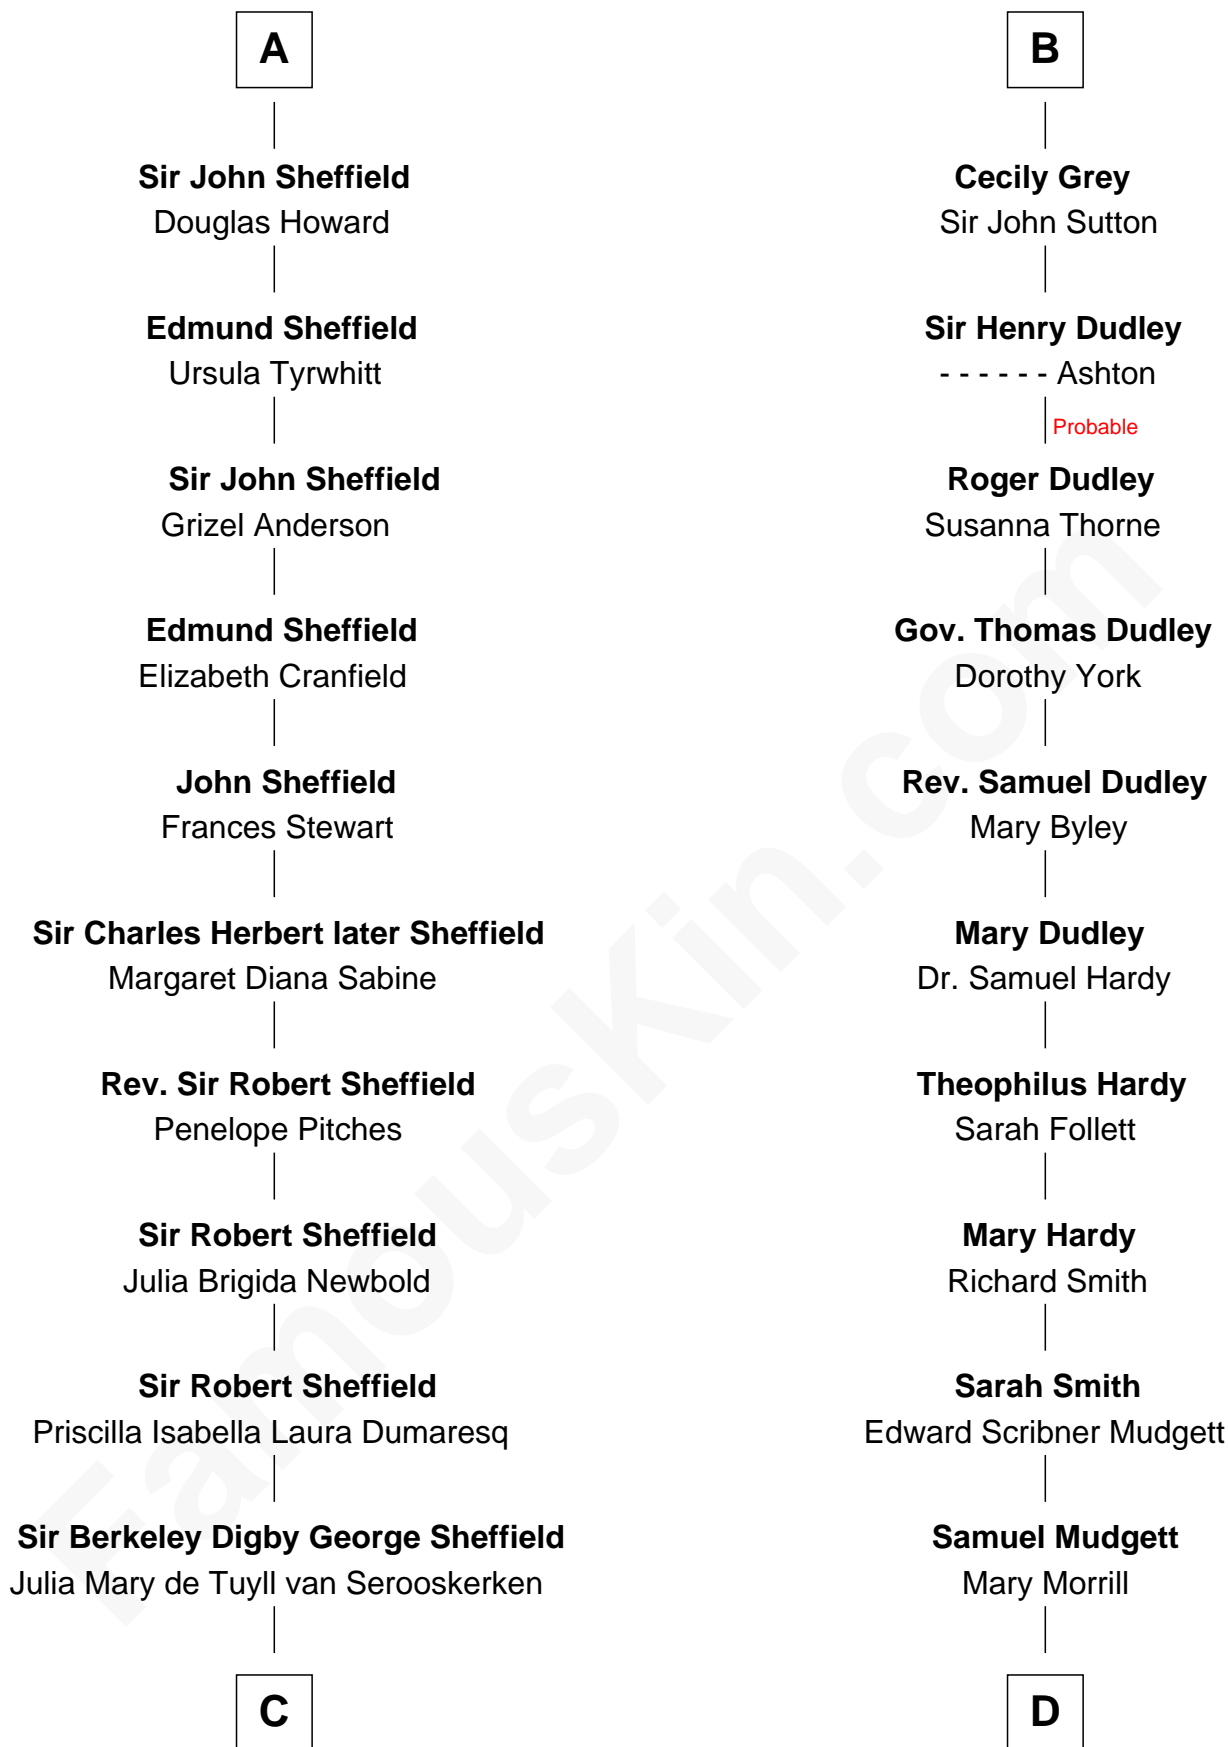 A
Sir John Sheffield
Douglas Howard
Edmund Sheffield
Ursula Tyrwhitt
Sir John Sheffield
Grizel Anderson
Edmund Sheffield
Elizabeth Cranfield
John Sheffield
Frances Stewart
Sir Charles Herbert later Sheffield
Margaret Diana Sabine
Rev. Sir Robert Sheffield
Penelope Pitches
Sir Robert Sheffield
Julia Brigida Newbold
Sir Robert Sheffield
Priscilla Isabella Laura Dumaresq
Sir Berkeley Digby George Sheffield
Julia Mary de Tuyll van Serooskerken
C
B
Cecily Grey
Sir John Sutton
Sir Henry Dudley
- - - - - - Ashton
Probable
Roger Dudley
Susanna Thorne
Gov. Thomas Dudley
Dorothy York
Rev. Samuel Dudley
Mary Byley
Mary Dudley
Dr. Samuel Hardy
Theophilus Hardy
Sarah Follett
Mary Hardy
Richard Smith
Sarah Smith
Edward Scribner Mudgett
Samuel Mudgett
Mary Morrill
D
FamousKin.com